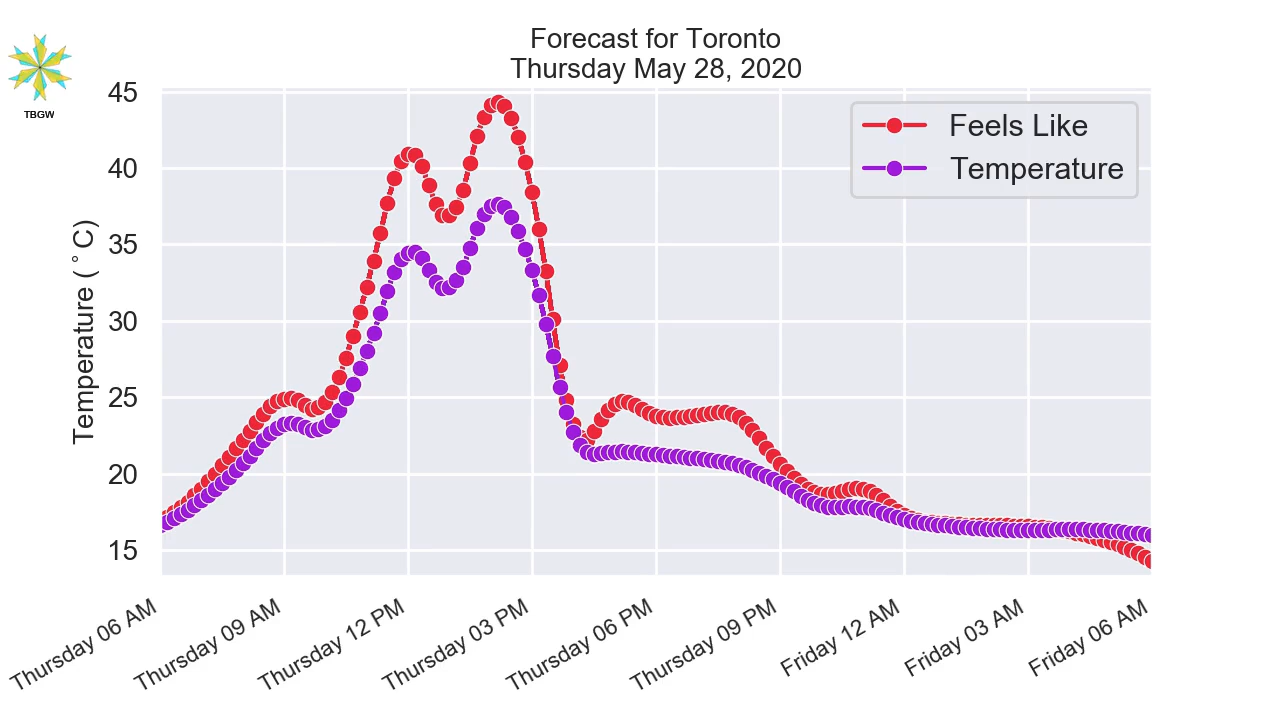 Forecast for Toronto
Thursday May 28, 2020
TBGW
Feels Like
Temperature
Temperature (°C)
45
40
35
30
25
20
15
Thursday 06 AM
Thursday 09 AM
Thursday 12 PM
Thursday 03 PM
Thursday 06 PM
Thursday 09 PM
Friday 12 AM
Friday 03 AM
Friday 06 AM